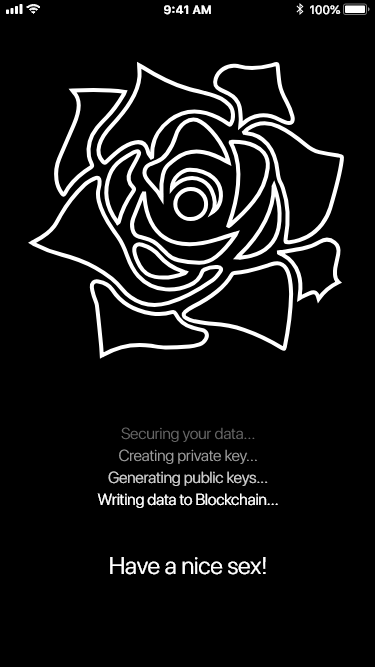 9:41 AM 100%
Securing your data...
Creating private key...
Generating public keys...
Writing data to Blockchain...
Have a nice sex!